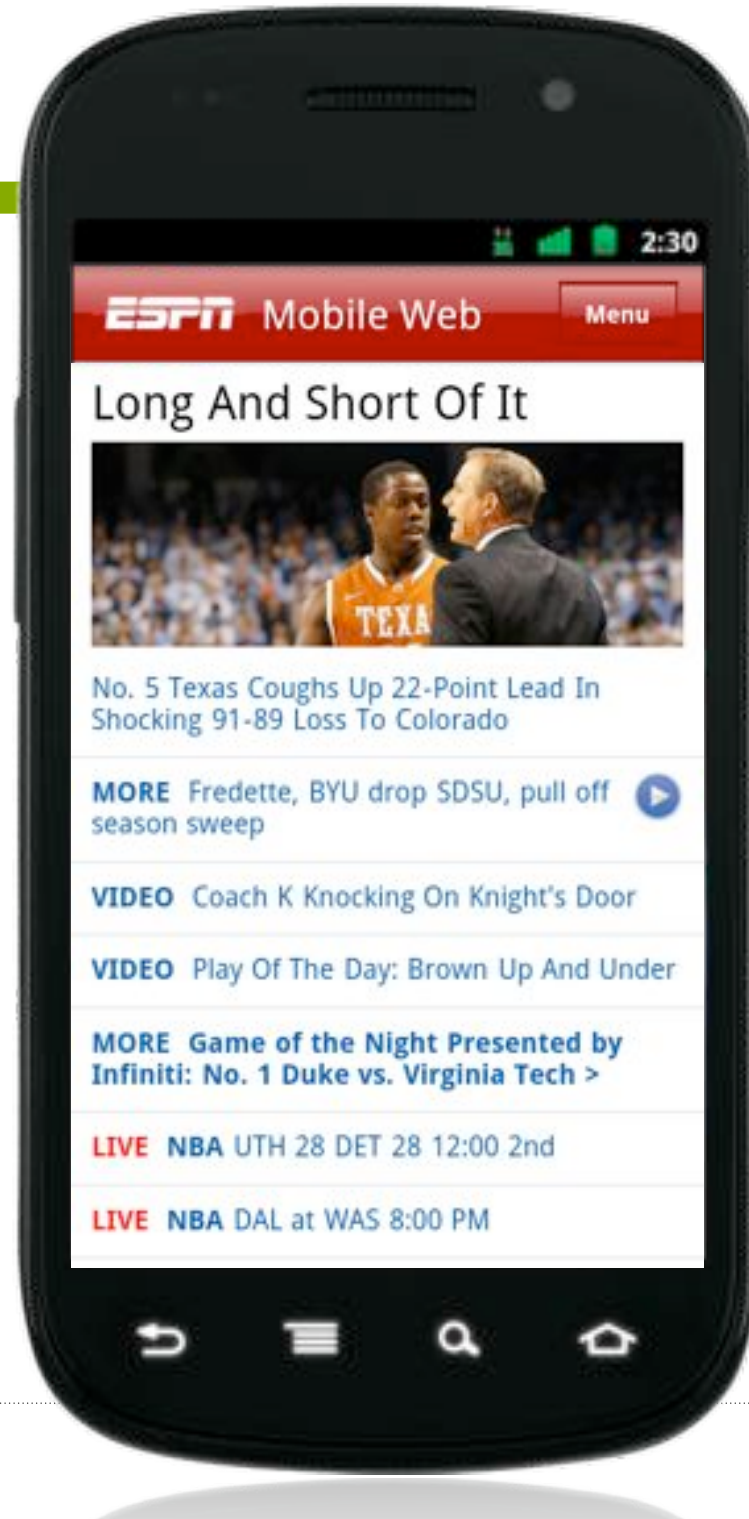 2:30
ESPN Mobile Web Menu
Long And Short Of It
TEXA
No. 5 Texas Coughs Up 22-Point Lead In
Shocking 91-89 Loss To Colorado
MORE Fredette, BYU drop SDSU, pull off
season sweep
VIDEO Coach K Knocking On Knight's Door
VIDEO Play Of The Day: Brown Up And Under
MORE Game of the Night Presented by
Infiniti: No. 1 Duke vs. Virginia Tech >
LIVE NBA UTH 28 DET 28 12:00 2nd
LIVE NBA DAL at WAS 8:00 PM